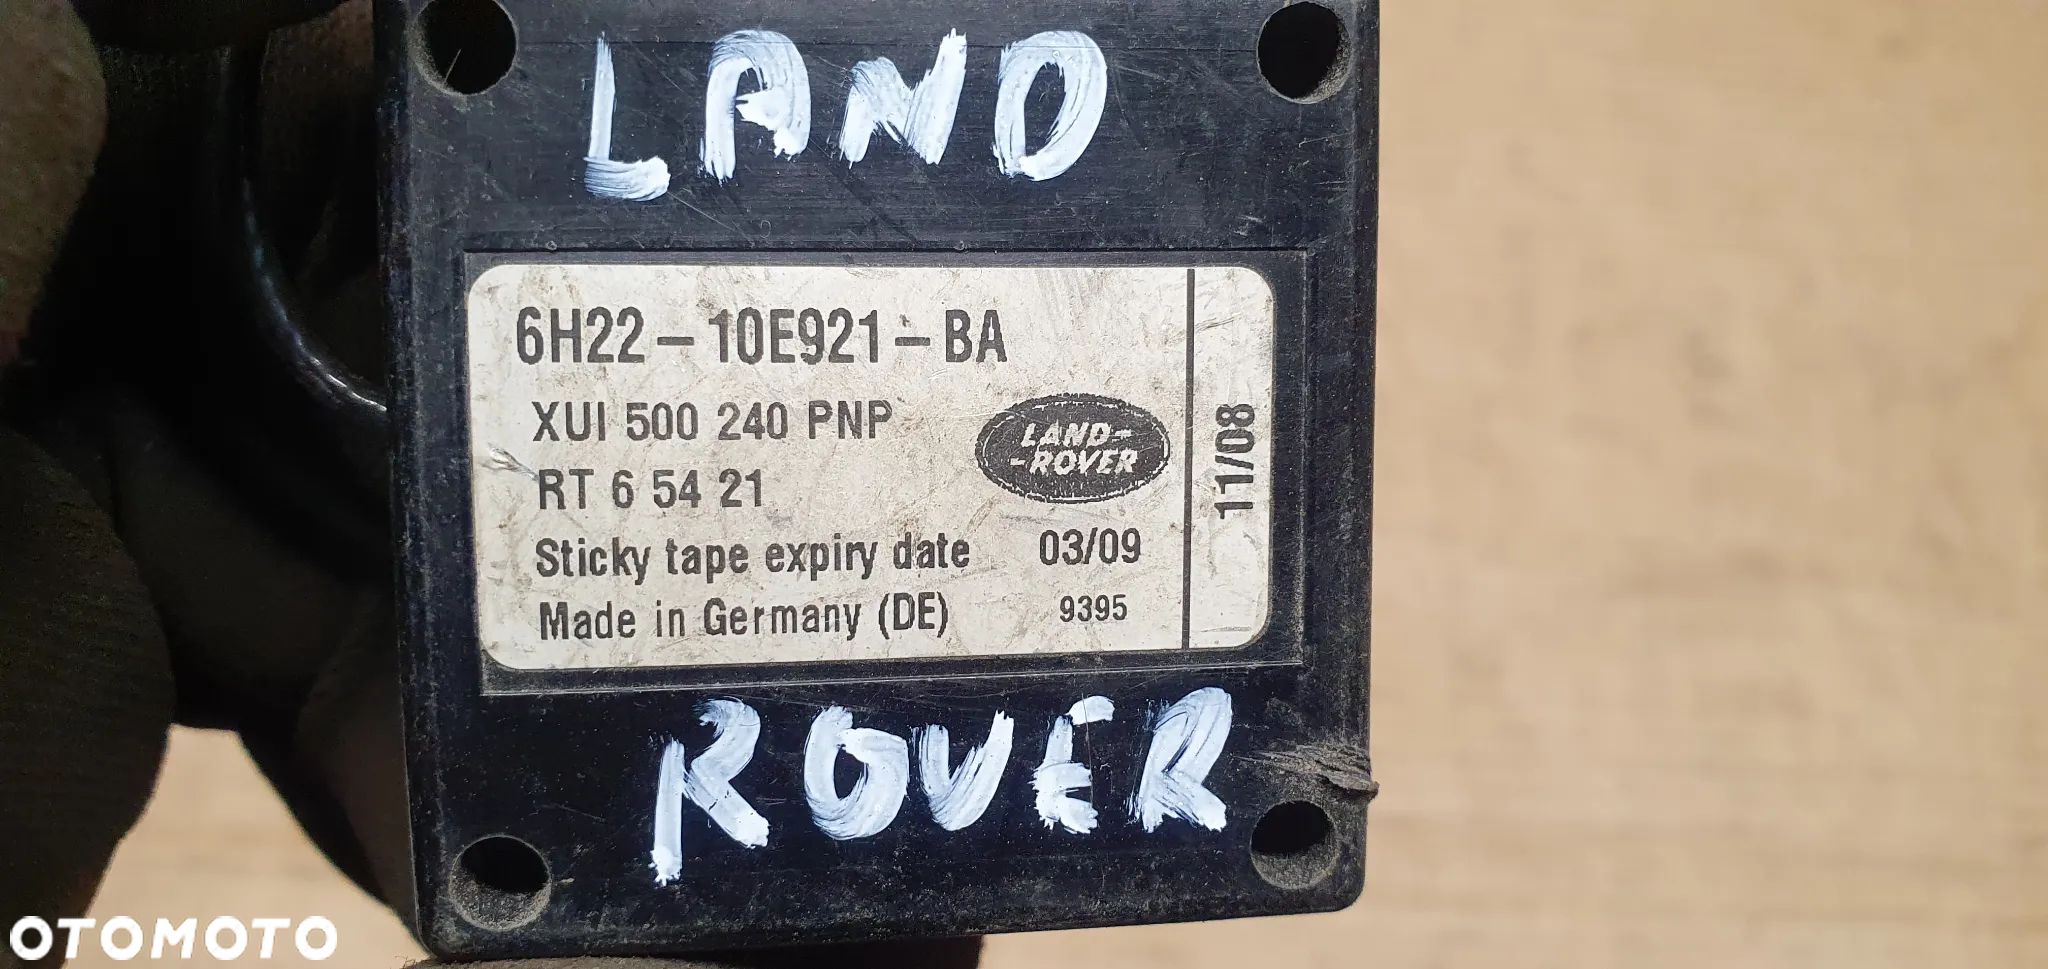 LAND
6H22-10E921-BA
XUI 500 240 PNP
RT 6 54 21
LAND-
-ROVER
Sticky tape expiry date 03/09
Made in Germany (DE) 9395
11/08
ROVER
OTOMOTO